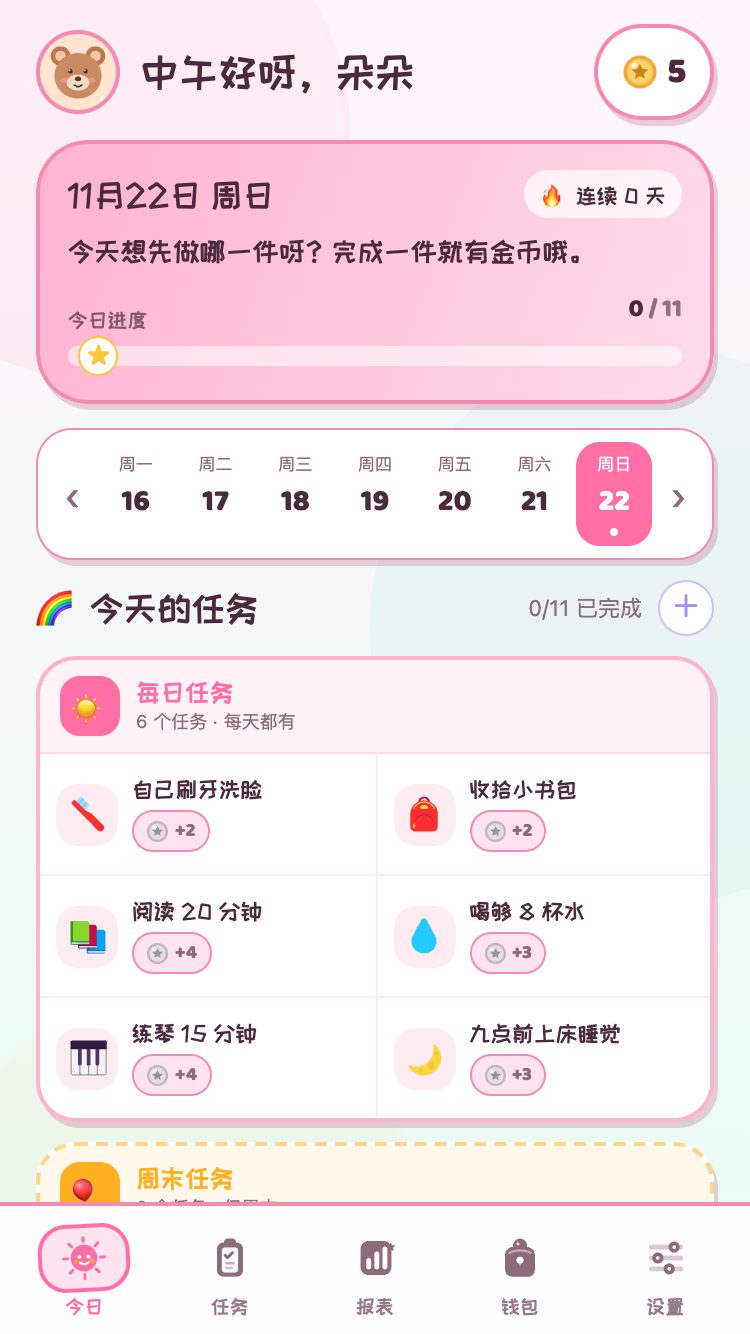 中午好呀，朵朵
5
11月22日 周日
连续 0 天
今天想先做哪一件呀？完成一件就有金币哦。
今日进度
0 / 11
周一 周二 周三 周四 周五 周六 周日
‹ 16 17 18 19 20 21 22 ›
今天的任务
0/11 已完成
每日任务
6 个任务 · 每天都有
自己刷牙洗脸
+2
收拾小书包
+2
阅读 20 分钟
+4
喝够 8 杯水
+3
练琴 15 分钟
+4
九点前上床睡觉
+3
周末任务
今日 任务 报表 钱包 设置